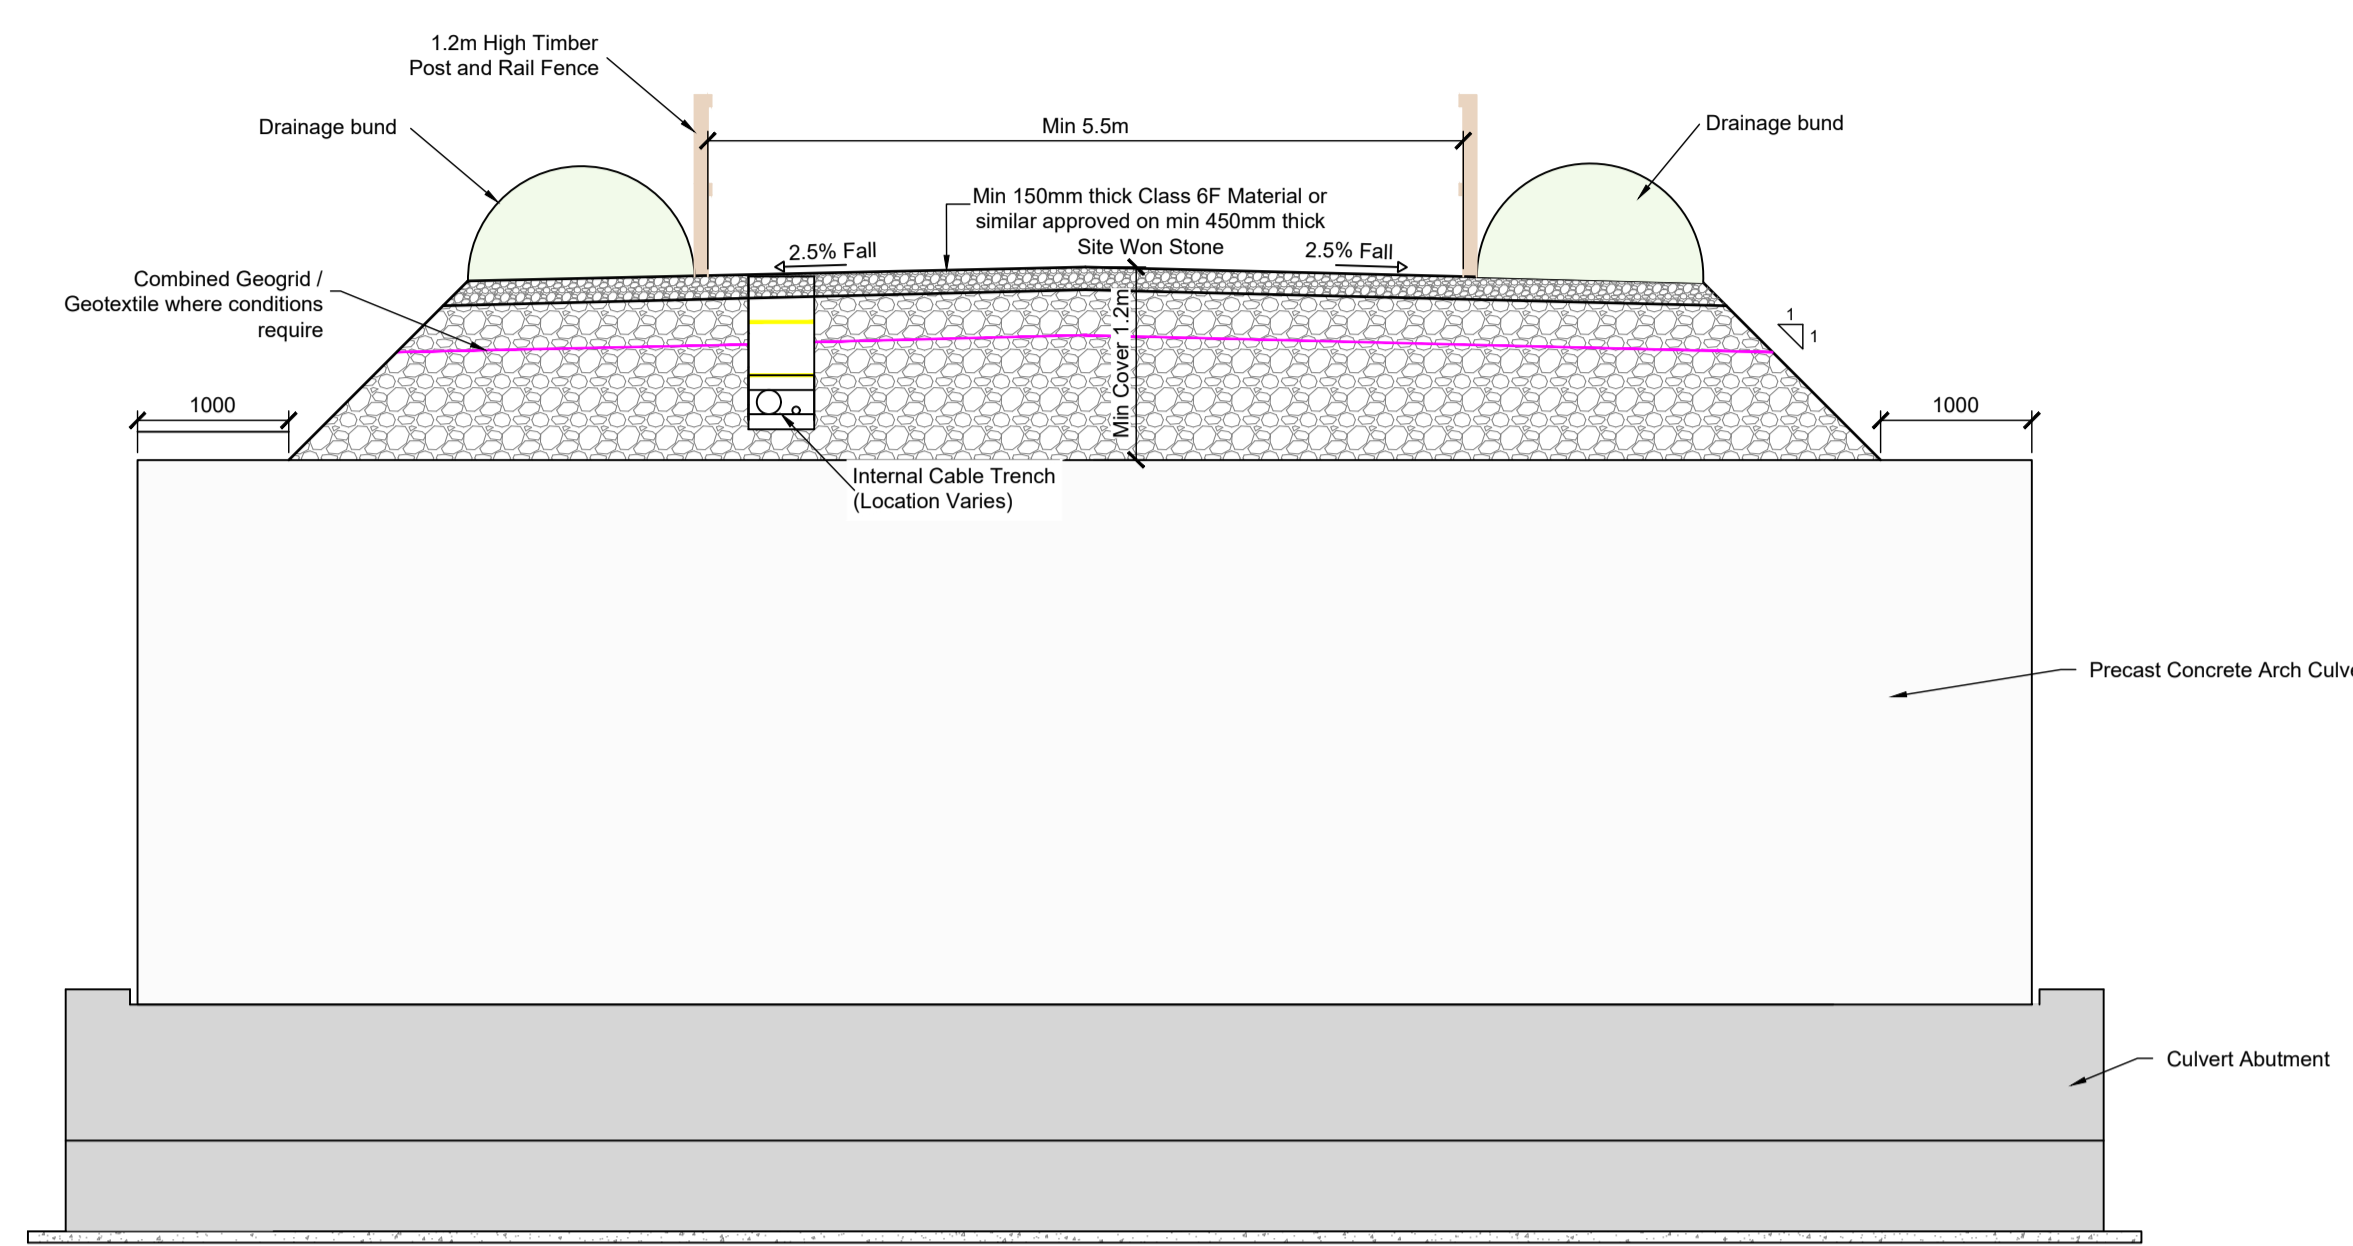 1.2m High Timber
Post and Rail Fence
Drainage bund
Min 5.5m
Drainage bund
Min 150mm thick Class 6F Material or
similar approved on min 450mm thick
Site Won Stone
2.5% Fall
2.5% Fall
Combined Geogrid /
Geotextile where conditions
require
Min Cover 1.2m
1
1
1000
1000
Internal Cable Trench
(Location Varies)
Precast Concrete Arch Culve
Culvert Abutment